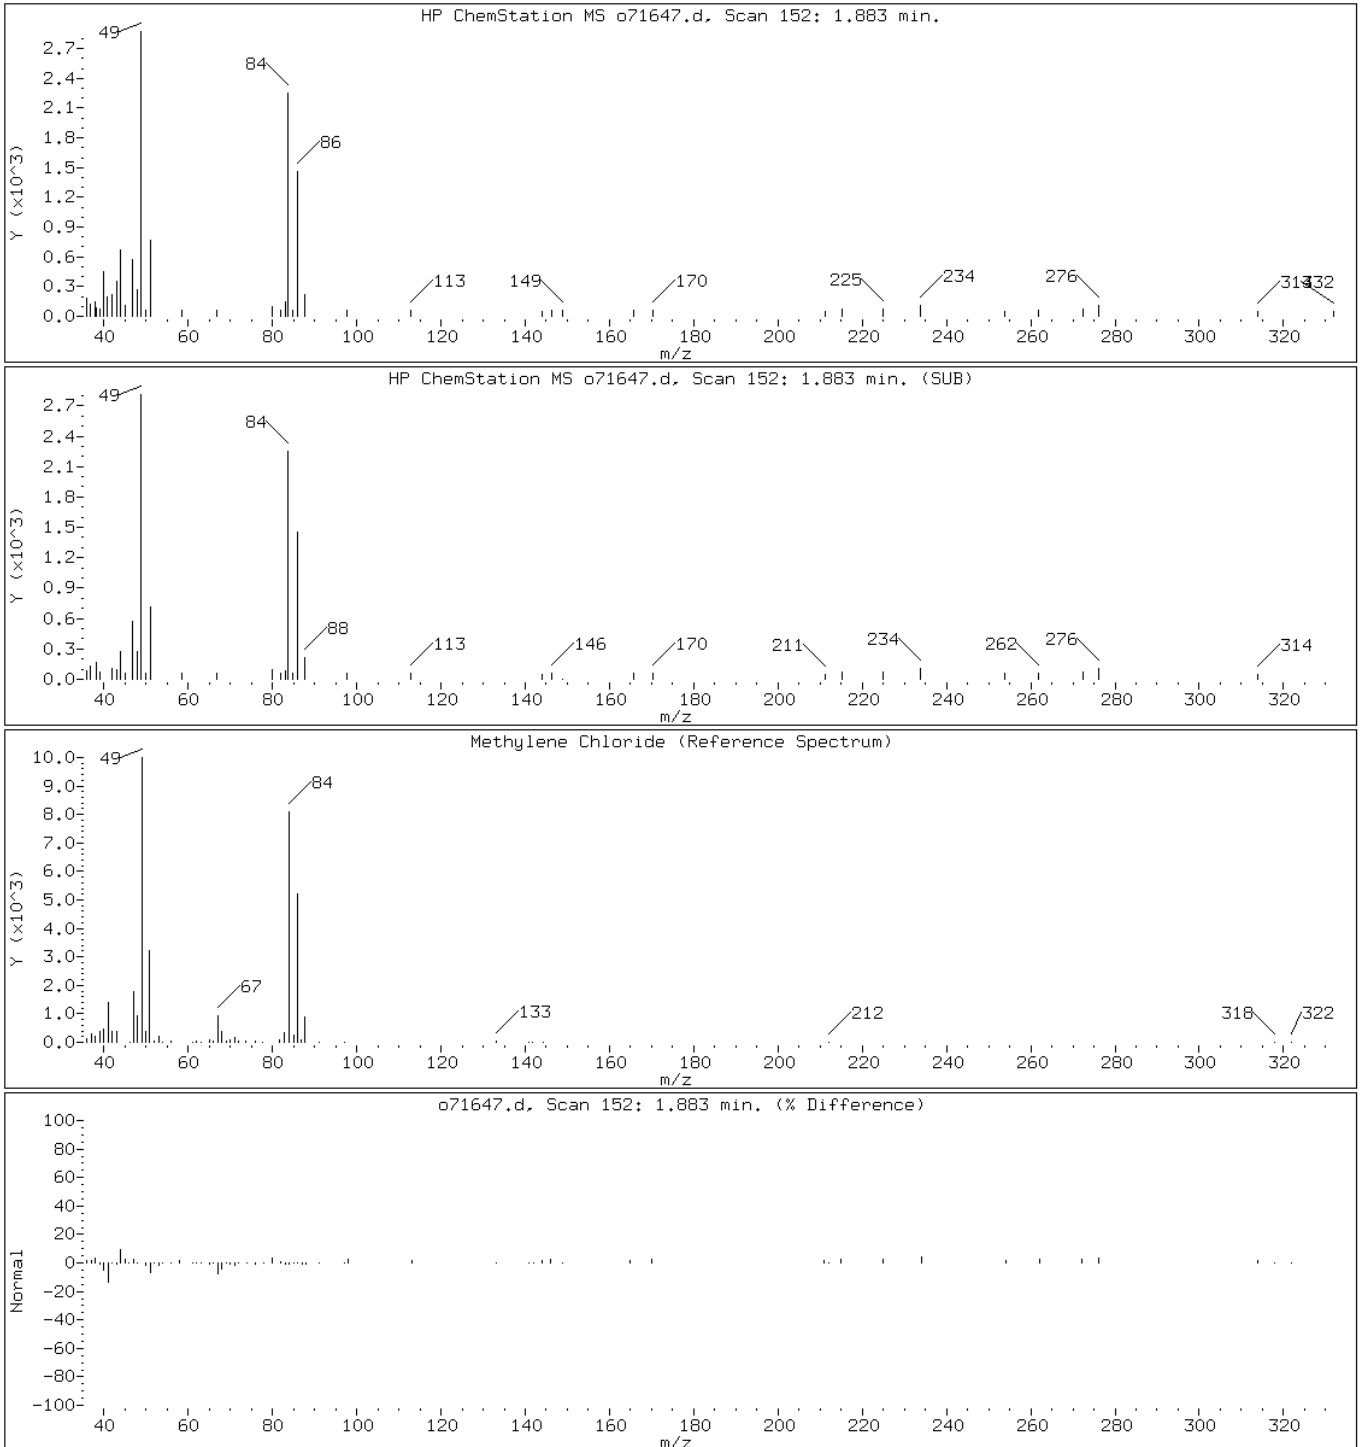 HP ChemStation MS o71647.d, Scan 152: 1.883 min.
49
2.7
84
2.4
2.1
1.8
86
1.5
1.2
0.9
0.6
0.3
0.0
Y (x10^3)
113 149 170 225 234 276 314 332
40 60 80 100 120 140 160 180 200 220 240 260 280 300 320
m/z
HP ChemStation MS o71647.d, Scan 152: 1.883 min. (SUB)
49
2.7
84
2.4
2.1
1.8
1.5
1.2
0.9
0.6
0.3
0.0
Y (x10^3)
88 113 146 170 211 234 262 276 314
40 60 80 100 120 140 160 180 200 220 240 260 280 300 320
m/z
Methylene Chloride (Reference Spectrum)
49
10.0
84
9.0
8.0
7.0
6.0
5.0
4.0
3.0
2.0
1.0
0.0
Y (x10^3)
67 133 212 318 322
40 60 80 100 120 140 160 180 200 220 240 260 280 300 320
m/z
o71647.d, Scan 152: 1.883 min. (% Difference)
100
80
60
40
20
0
-20
-40
-60
-80
-100
Normal
40 60 80 100 120 140 160 180 200 220 240 260 280 300 320
m/z